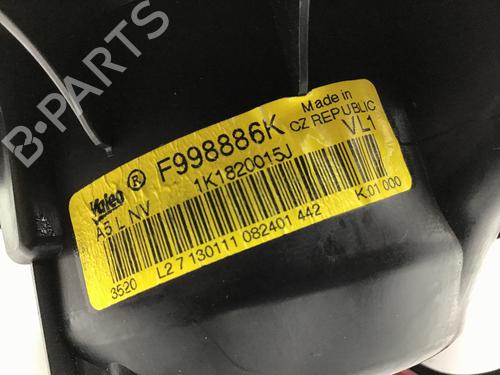 B-PARTS
Valeo ® F998886K Made in
CZ REPUBLIC
1K1820015J VL1
A5 L NV
K 01 000
3520 L2 7 130111 082401 442